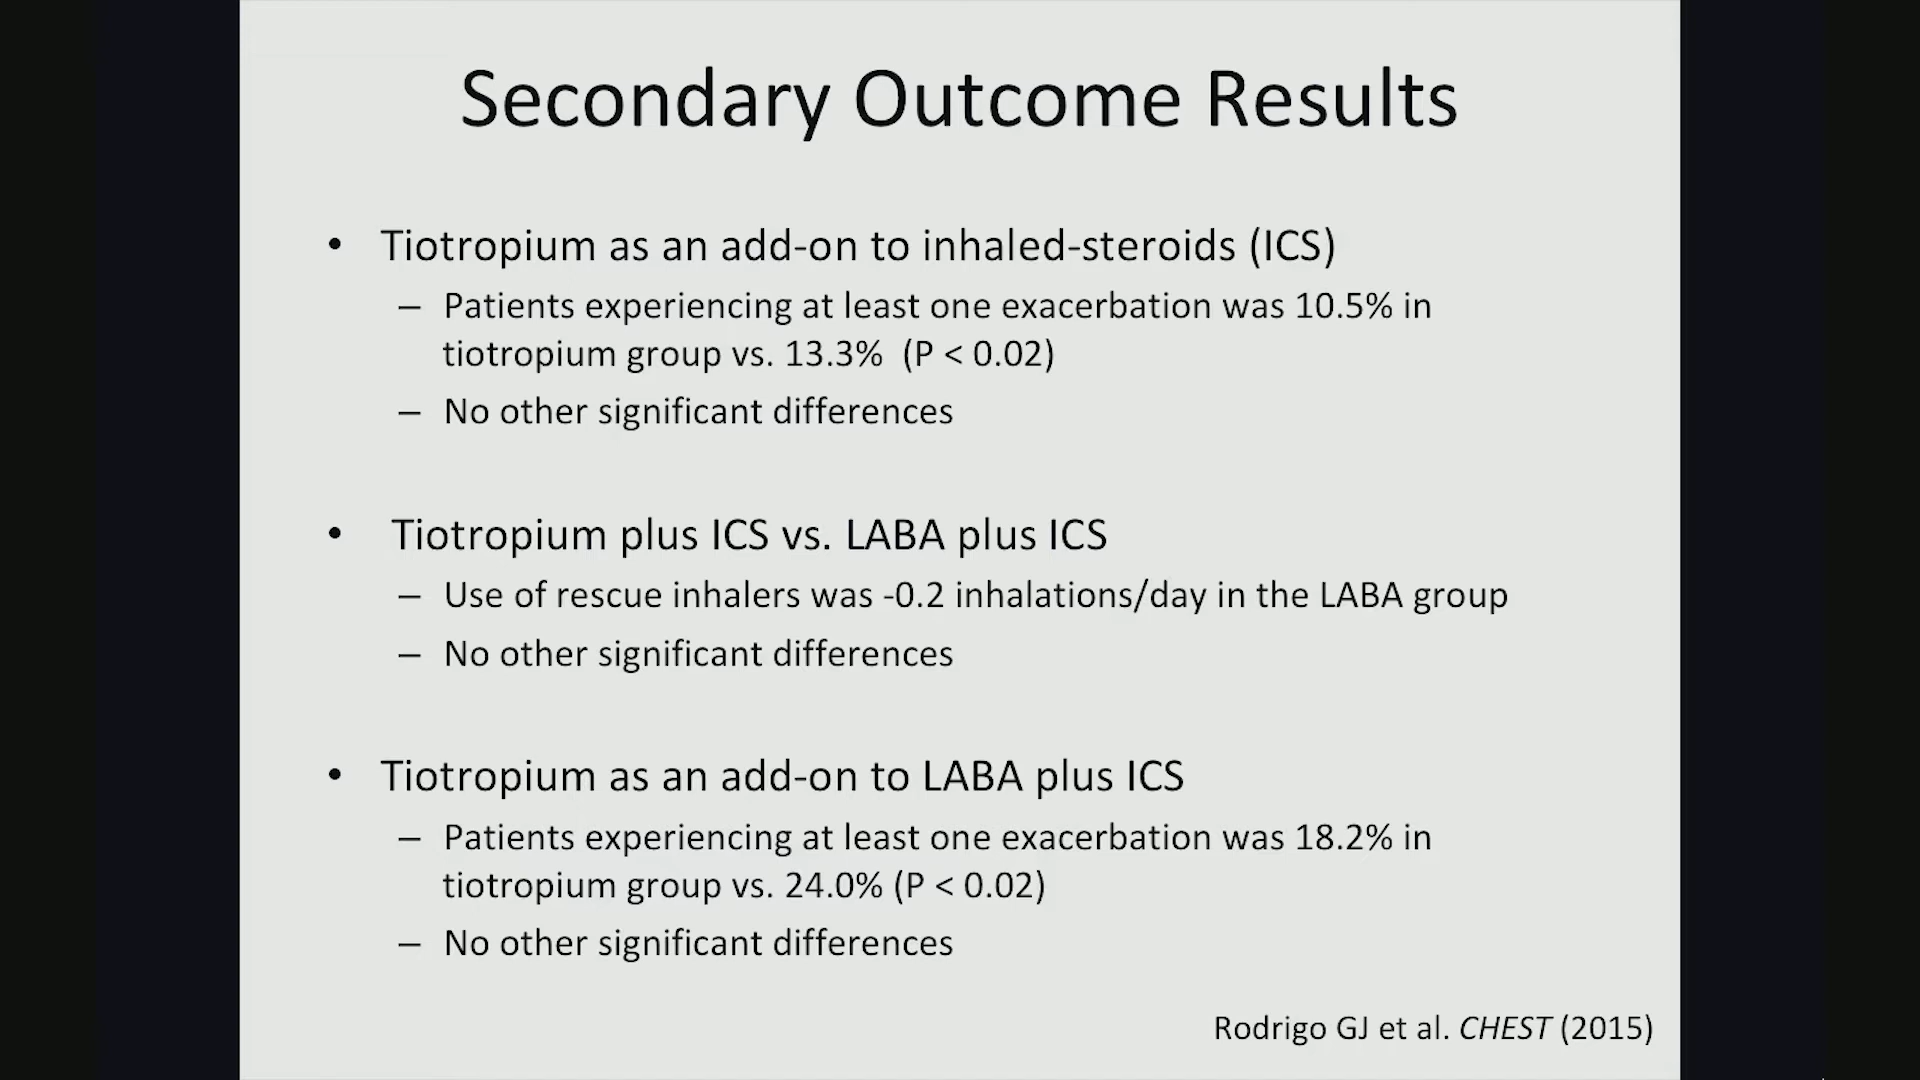 Secondary Outcome Results
• Tiotropium as an add-on to inhaled-steroids (ICS)
– Patients experiencing at least one exacerbation was 10.5% in
tiotropium group vs. 13.3% (P < 0.02)
– No other significant differences
• Tiotropium plus ICS vs. LABA plus ICS
– Use of rescue inhalers was -0.2 inhalations/day in the LABA group
– No other significant differences
• Tiotropium as an add-on to LABA plus ICS
– Patients experiencing at least one exacerbation was 18.2% in
tiotropium group vs. 24.0% (P < 0.02)
– No other significant differences
Rodrigo GJ et al. CHEST (2015)